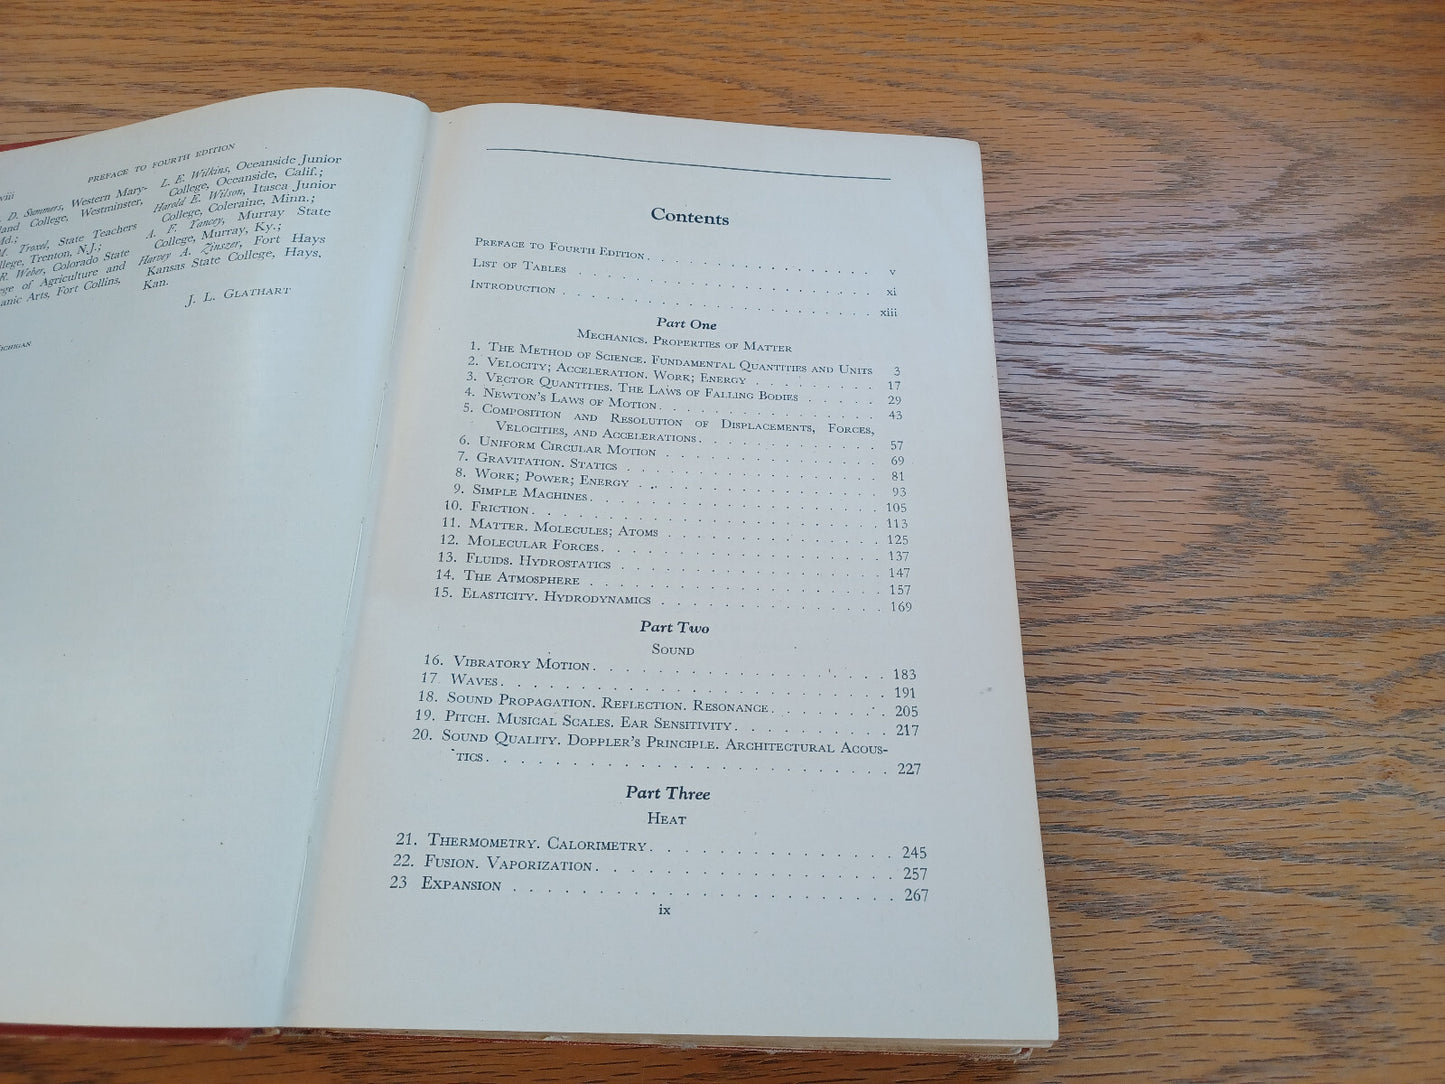 viii
PREFACE TO FOURTH EDITION
D. Summers, Western Mary-
land College, Westminster,
Md.;
M. Troxel, State Teachers
College, Trenton, N.J.;
R. Weber, Colorado State
College of Agriculture and
Mechanic Arts, Fort Collins,
L. E. Wilkins, Oceanside Junior
College, Oceanside, Calif.;
Harold E. Wilson, Itasca Junior
College, Coleraine, Minn.;
A. F. Yancey, Murray State
College, Murray, Ky.;
Harvey A. Zinszer, Fort Hays
Kansas State College, Hays,
Kan.
J. L. Glathart
Michigan
Contents
Preface to Fourth Edition . . . . . . . . . . . . . v
List of Tables . . . . . . . . . . . . . . . . . xi
Introduction . . . . . . . . . . . . . . . . . xiii
Part One
Mechanics. Properties of Matter
1. The Method of Science. Fundamental Quantities and Units 3
2. Velocity; Acceleration. Work; Energy . . . . . . . 17
3. Vector Quantities. The Laws of Falling Bodies . . . . 29
4. Newton's Laws of Motion . . . . . . . . . . . . 43
5. Composition and Resolution of Displacements, Forces,
Velocities, and Accelerations . . . . . . . . . . 57
6. Uniform Circular Motion . . . . . . . . . . . . 69
7. Gravitation. Statics . . . . . . . . . . . . . . 81
8. Work; Power; Energy . . . . . . . . . . . . . 93
9. Simple Machines . . . . . . . . . . . . . . . 105
10. Friction . . . . . . . . . . . . . . . . . . 113
11. Matter. Molecules; Atoms . . . . . . . . . . . . 125
12. Molecular Forces . . . . . . . . . . . . . . . 137
13. Fluids. Hydrostatics . . . . . . . . . . . . . . 147
14. The Atmosphere . . . . . . . . . . . . . . . 157
15. Elasticity. Hydrodynamics . . . . . . . . . . . . 169
Part Two
Sound
16. Vibratory Motion . . . . . . . . . . . . . . . 183
17 Waves . . . . . . . . . . . . . . . . . . . 191
18. Sound Propagation. Reflection. Resonance . . . . . . 205
19. Pitch. Musical Scales. Ear Sensitivity . . . . . . . . 217
20. Sound Quality. Doppler's Principle. Architectural Acous-
tics . . . . . . . . . . . . . . . . . . . . 227
Part Three
Heat
21. Thermometry. Calorimetry . . . . . . . . . . . . 245
22. Fusion. Vaporization . . . . . . . . . . . . . . 257
23 Expansion . . . . . . . . . . . . . . . . . . 267
ix